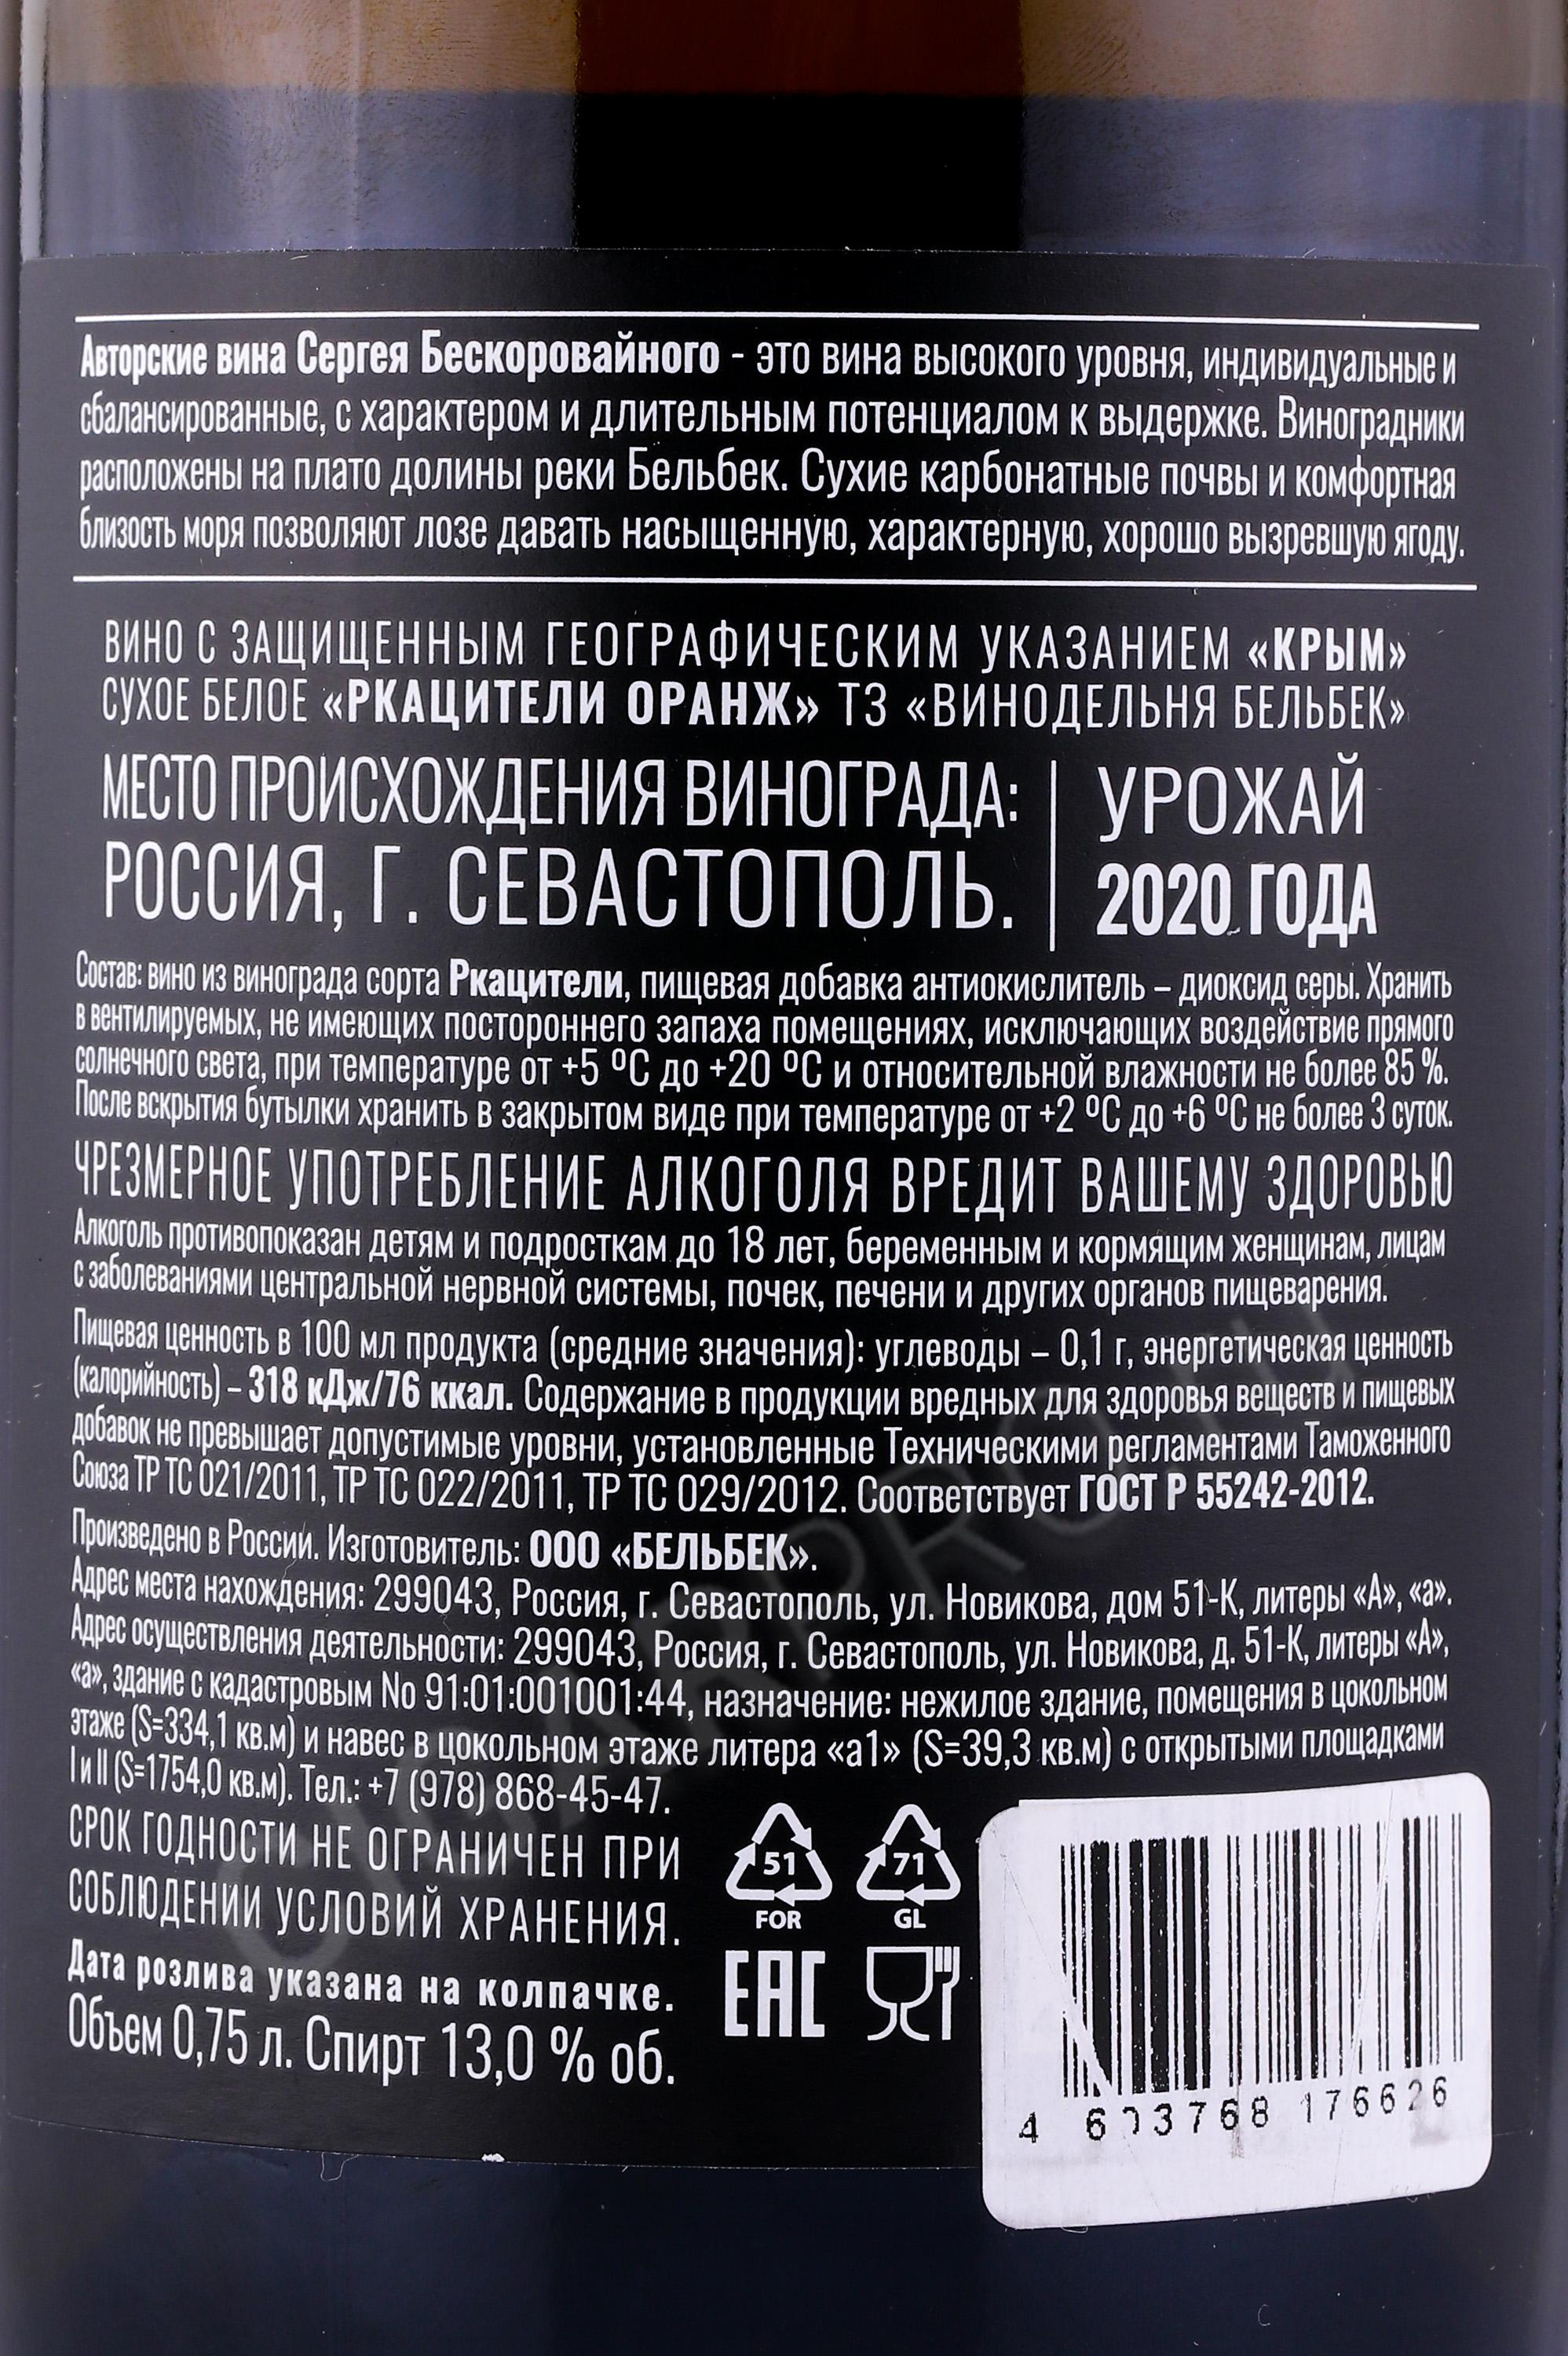 Авторские вина Сергея Бескоровайного - это вина высокого уровня, индивидуальные и
сбалансированные, с характером и длительным потенциалом к выдержке. Виноградники
расположены на плато долины реки Бельбек. Сухие карбонатные почвы и комфортная
близость моря позволяют лозе давать насыщенную, характерную, хорошо вызревшую ягоду.
ВИНО С ЗАЩИЩЕННЫМ ГЕОГРАФИЧЕСКИМ УКАЗАНИЕМ «КРЫМ»
СУХОЕ БЕЛОЕ «РКАЦИТЕЛИ ОРАНЖ» ТЗ «ВИНОДЕЛЬНЯ БЕЛЬБЕК»
МЕСТО ПРОИСХОЖДЕНИЯ ВИНОГРАДА:
РОССИЯ, Г. СЕВАСТОПОЛЬ.
УРОЖАЙ
2020 ГОДА
Состав: вино из винограда сорта Ркацители, пищевая добавка антиокислитель – диоксид серы. Хранить
в вентилируемых, не имеющих постороннего запаха помещениях, исключающих воздействие прямого
солнечного света, при температуре от +5 ºС до +20 ºС и относительной влажности не более 85 %.
После вскрытия бутылки хранить в закрытом виде при температуре от +2 ºС до +6 ºС не более 3 суток.
ЧРЕЗМЕРНОЕ УПОТРЕБЛЕНИЕ АЛКОГОЛЯ ВРЕДИТ ВАШЕМУ ЗДОРОВЬЮ
Алкоголь противопоказан детям и подросткам до 18 лет, беременным и кормящим женщинам, лицам
с заболеваниями центральной нервной системы, почек, печени и других органов пищеварения.
Пищевая ценность в 100 мл продукта (средние значения): углеводы – 0,1 г, энергетическая ценность
(калорийность) – 318 кДж/76 ккал. Содержание в продукции вредных для здоровья веществ и пищевых
добавок не превышает допустимые уровни, установленные Техническими регламентами Таможенного
Союза ТР ТС 021/2011, ТР ТС 022/2011, ТР ТС 029/2012. Соответствует ГОСТ Р 55242-2012.
Произведено в России. Изготовитель: ООО «БЕЛЬБЕК».
Адрес места нахождения: 299043, Россия, г. Севастополь, ул. Новикова, дом 51-К, литеры «А», «а».
Адрес осуществления деятельности: 299043, Россия, г. Севастополь, ул. Новикова, д. 51-К, литеры «А»,
«а», здание с кадастровым No 91:01:001001:44, назначение: нежилое здание, помещения в цокольном
этаже (S=334,1 кв.м) и навес в цокольном этаже литера «а1» (S=39,3 кв.м) с открытыми площадками
I и II (S=1754,0 кв.м). Тел.: +7 (978) 868-45-47.
СРОК ГОДНОСТИ НЕ ОГРАНИЧЕН ПРИ
СОБЛЮДЕНИИ УСЛОВИЙ ХРАНЕНИЯ.
Дата розлива указана на колпачке.
Объем 0,75 л. Спирт 13,0 % об.
51 71
FOR GL
EAC
4 603768 176626
CIGARPRO.ru